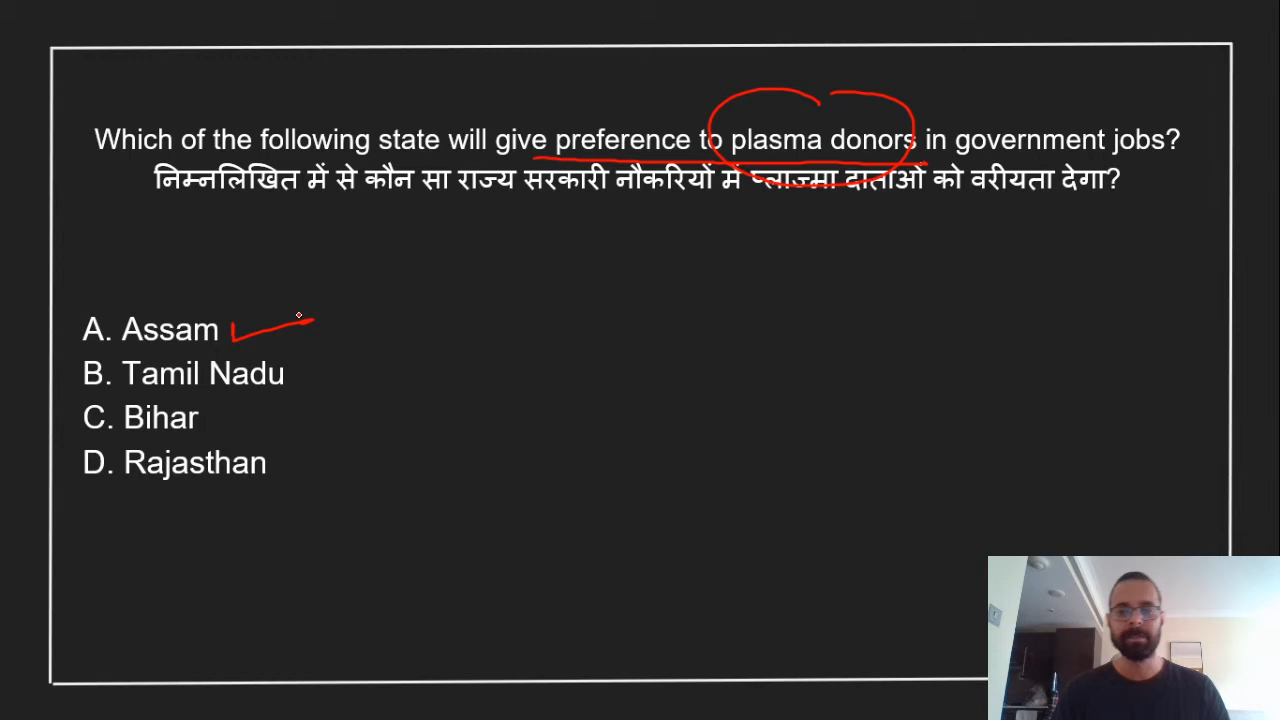 Which of the following state will give preference to plasma donors in government jobs?
निम्नलिखित में से कौन सा राज्य सरकारी नौकरियों में प्लाज्मा दाताओं को वरीयता देगा?
A. Assam
B. Tamil Nadu
C. Bihar
D. Rajasthan